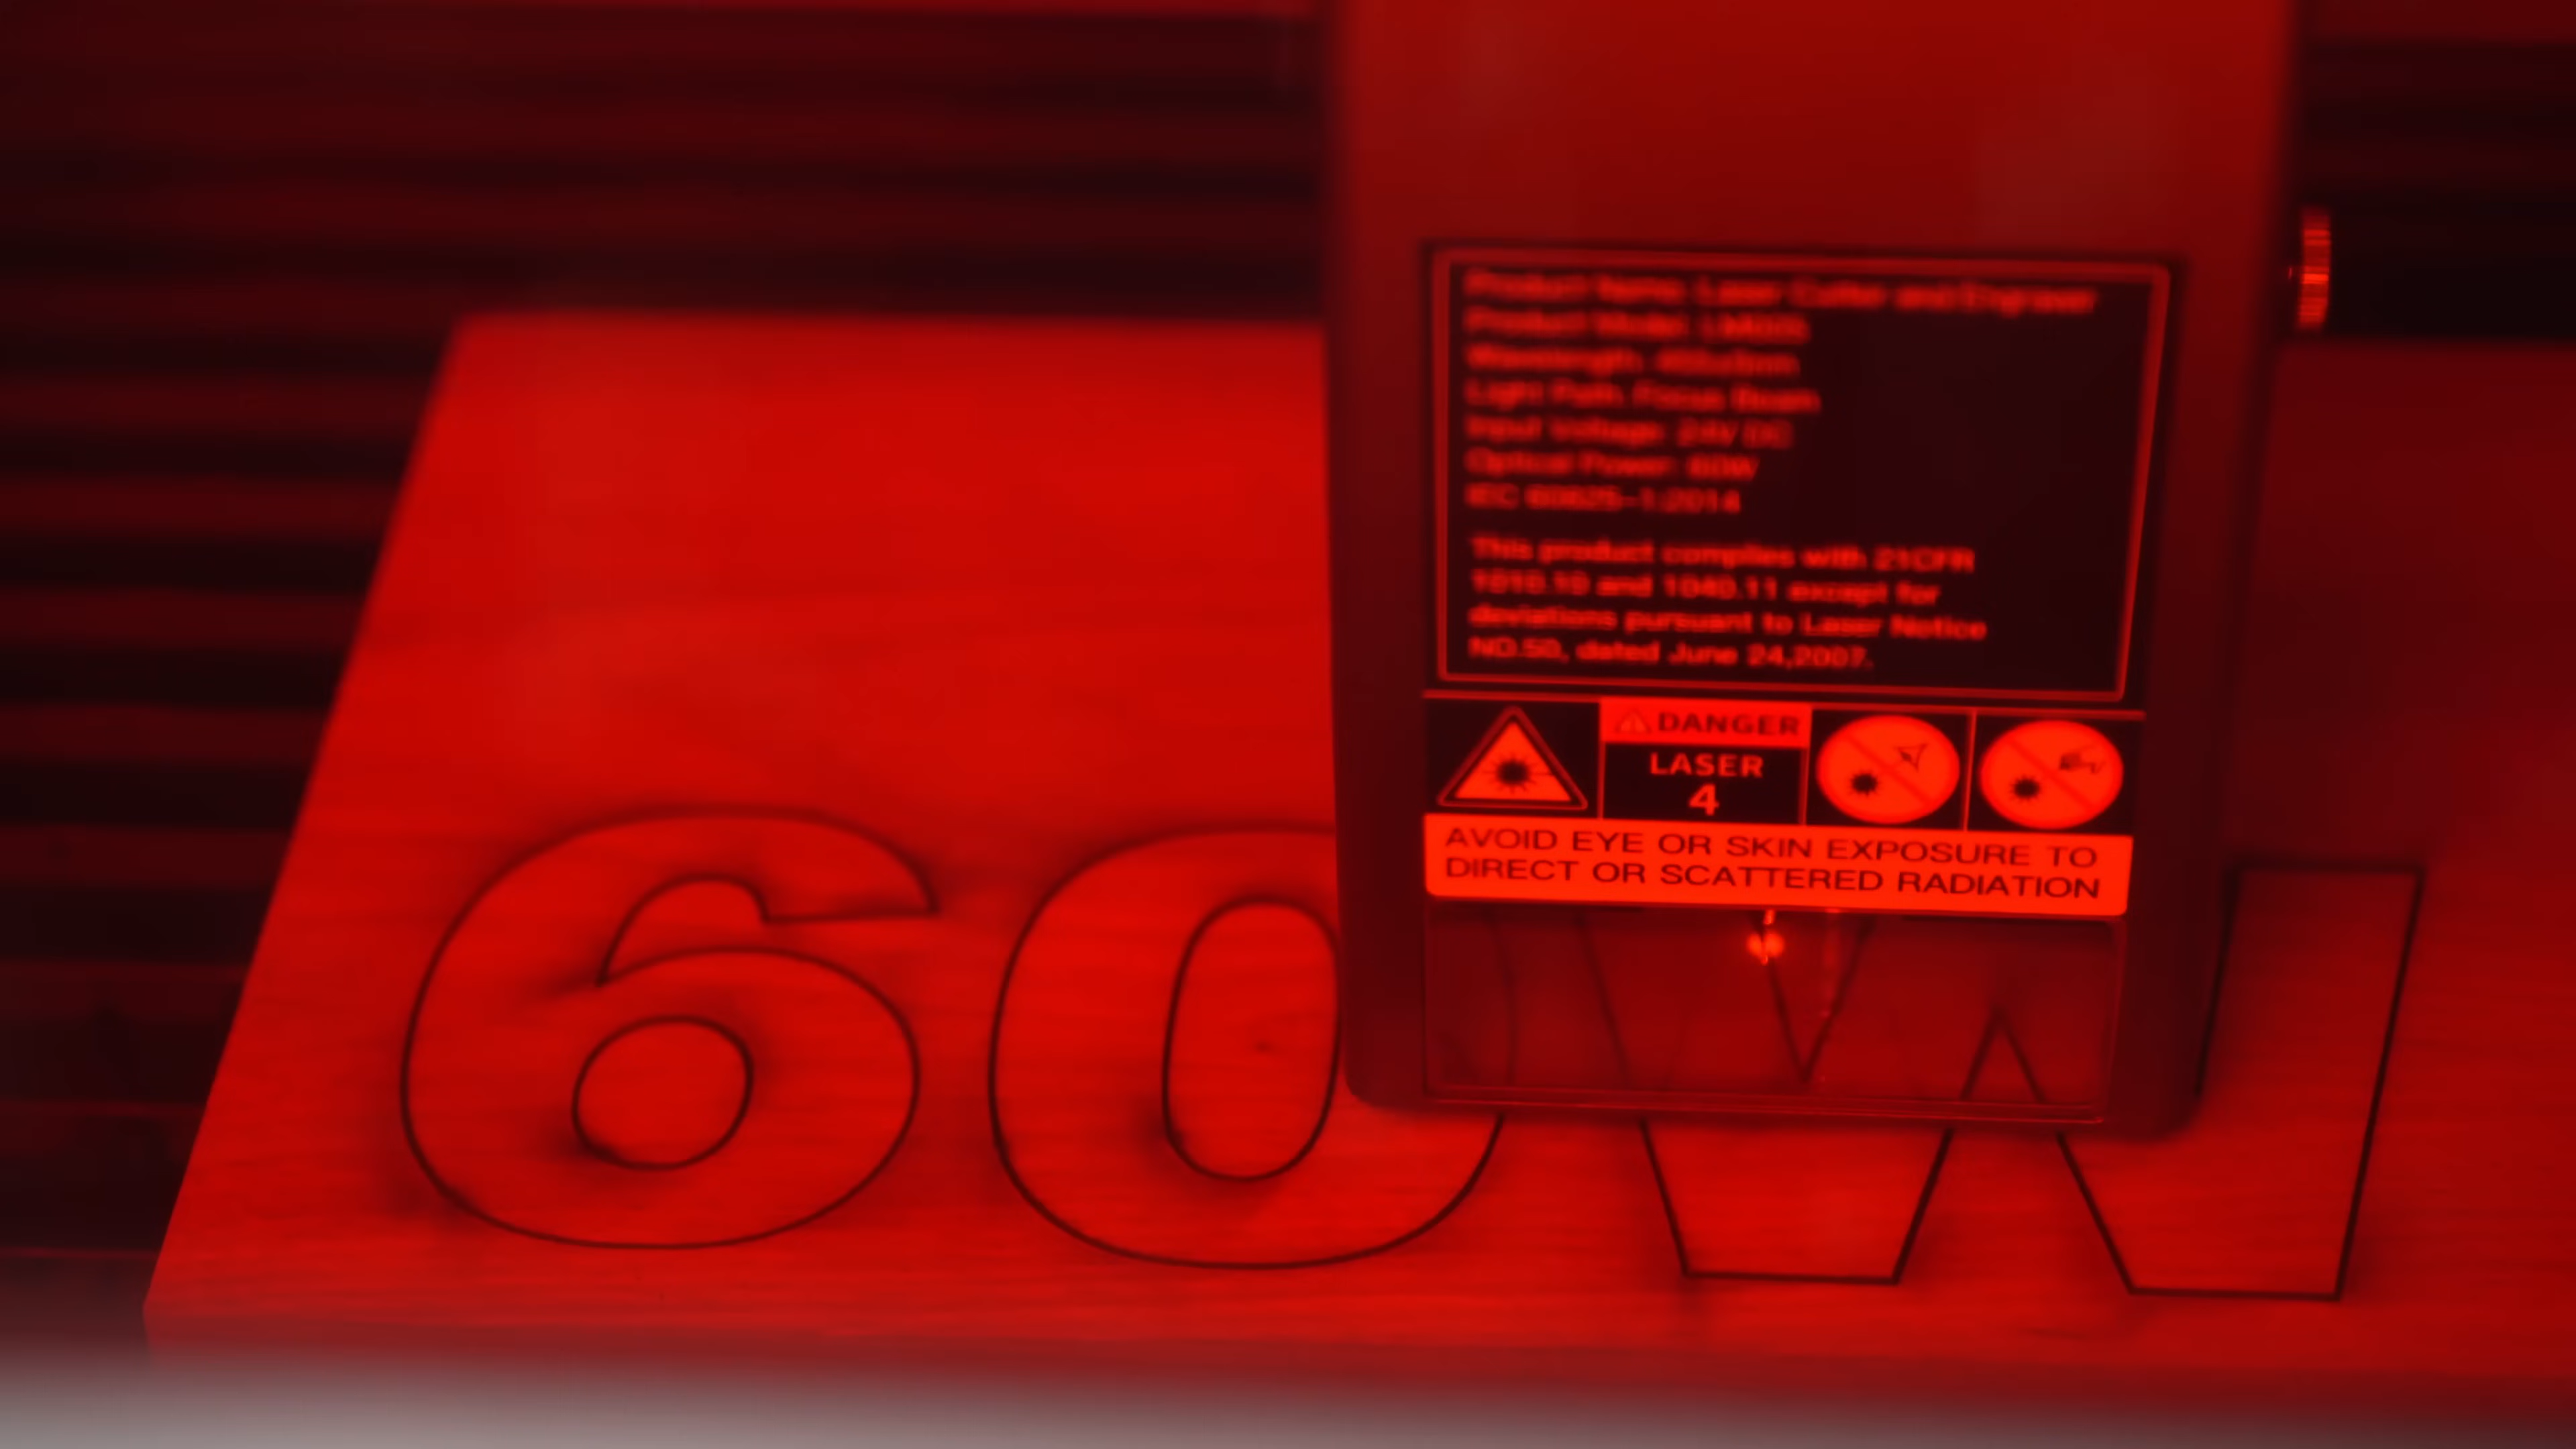 Product Name: Laser Cutter and Engraver
Product Model:
Wavelength:
Light Path: Focus Beam
Input Voltage: 24V DC
Optical Power: 60W
IEC 60825-1:2014
This product complies with 21CFR
1010.10 and 1040.11 except for
deviations pursuant to Laser Notice
NO.50, dated June 24,2007.
DANGER
LASER
4
AVOID EYE OR SKIN EXPOSURE TO
DIRECT OR SCATTERED RADIATION
60W